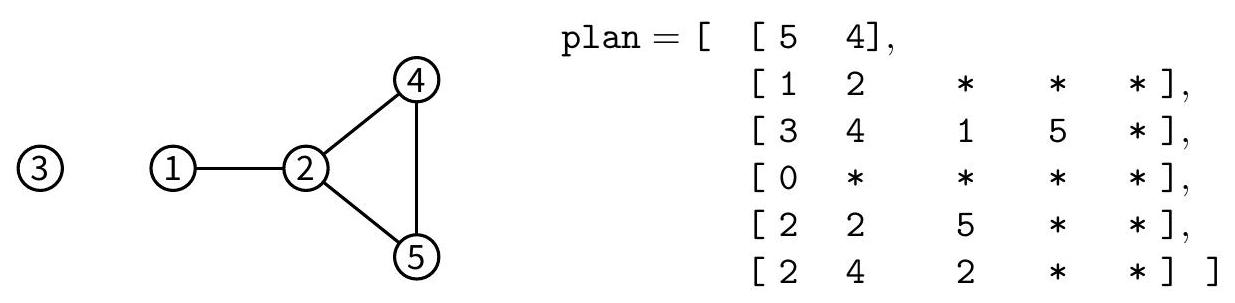 plan = [ [ 5 4],
[ 1 2 * * * ],
[ 3 4 1 5 * ],
[ 0 * * * * ],
[ 2 2 5 * * ],
[ 2 4 2 * * ] ]
4
3 1 2
5